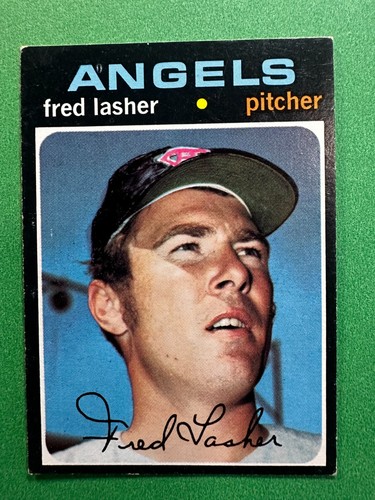 ANGELS
fred lasher • pitcher
Fred Lasher